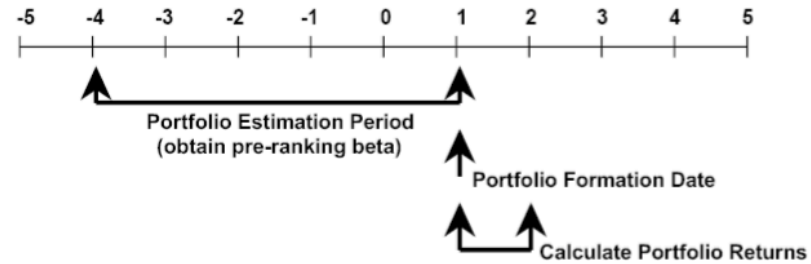 -5 -4 -3 -2 -1 0 1 2 3 4 5
Portfolio Estimation Period
(obtain pre-ranking beta)
Portfolio Formation Date
Calculate Portfolio Returns